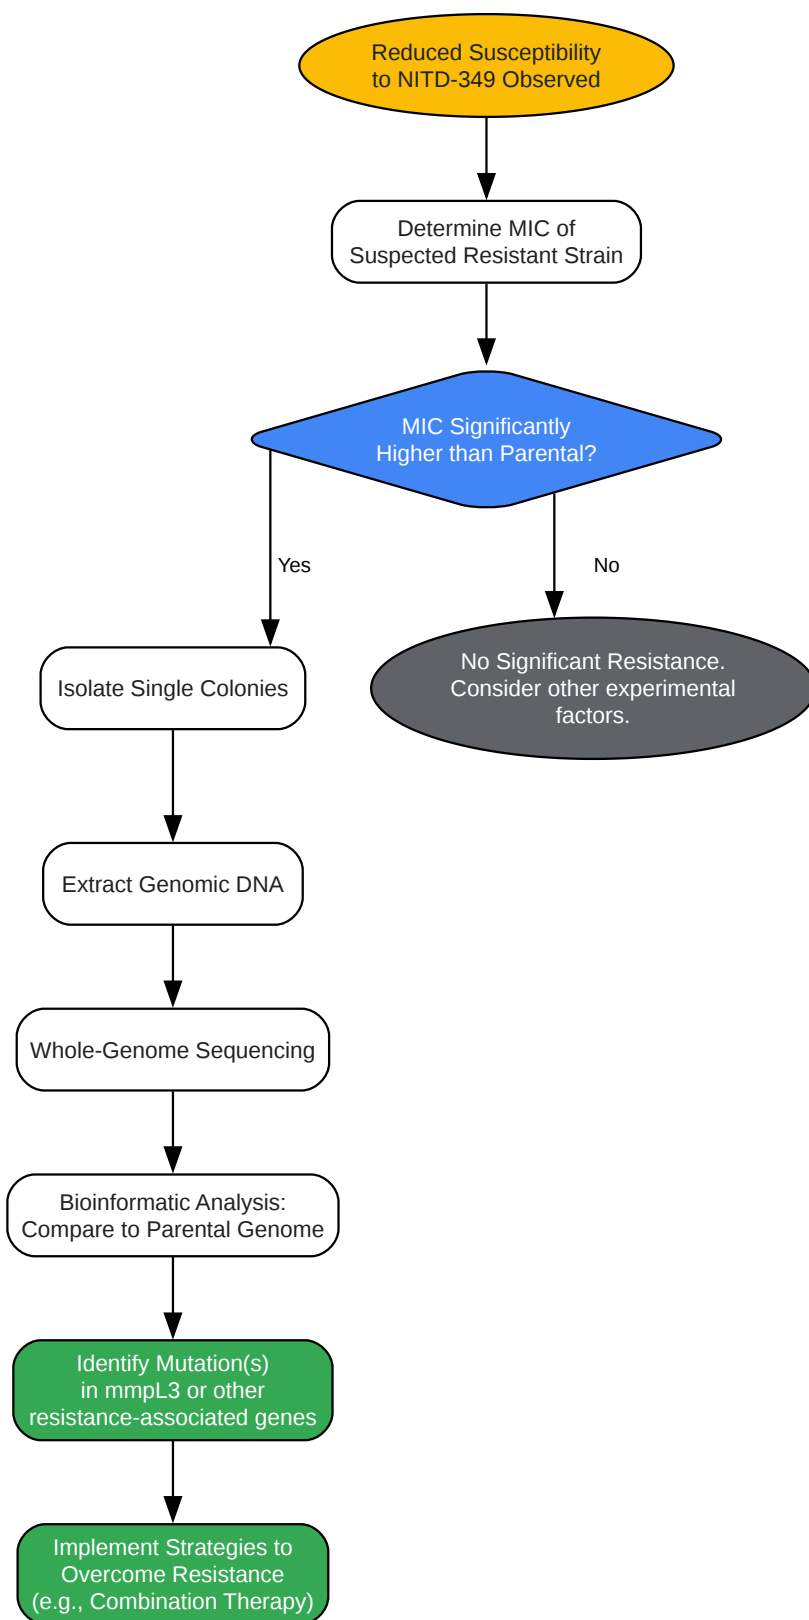 Reduced Susceptibility
to NITD-349 Observed
Determine MIC of
Suspected Resistant Strain
MIC Significantly
Higher than Parental?
Yes
No
Isolate Single Colonies
No Significant Resistance.
Consider other experimental
factors.
Extract Genomic DNA
Whole-Genome Sequencing
Bioinformatic Analysis:
Compare to Parental Genome
Identify Mutation(s)
in mmpL3 or other
resistance-associated genes
Implement Strategies to
Overcome Resistance
(e.g., Combination Therapy)